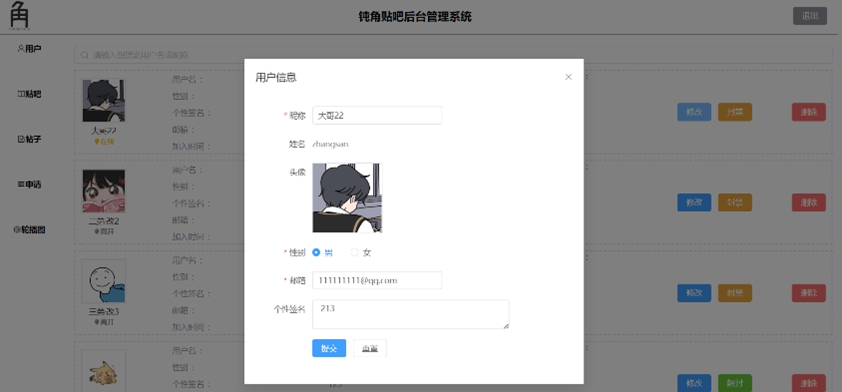 角
钝角贴吧后台管理系统
退出
用户
请输入想搜索用户名或昵称
贴吧
帖子
申请
轮播图
用户名：
性别：
个性签名：
邮箱：
加入时间：
大哥22
在线
修改
封禁
删除
用户名：
性别：
个性签名：
邮箱：
加入时间：
二弟改2
离开
修改
封禁
删除
用户名：
性别：
个性签名：
邮箱：
加入时间：
三弟改3
离开
修改
封禁
删除
用户名：
性别：
个性签名：
修改
解封
删除
用户信息
* 昵称 大哥22
姓名 zhangsan
头像
* 性别 男 女
* 邮箱 111111111@qq.com
个性签名 213
提交 重置